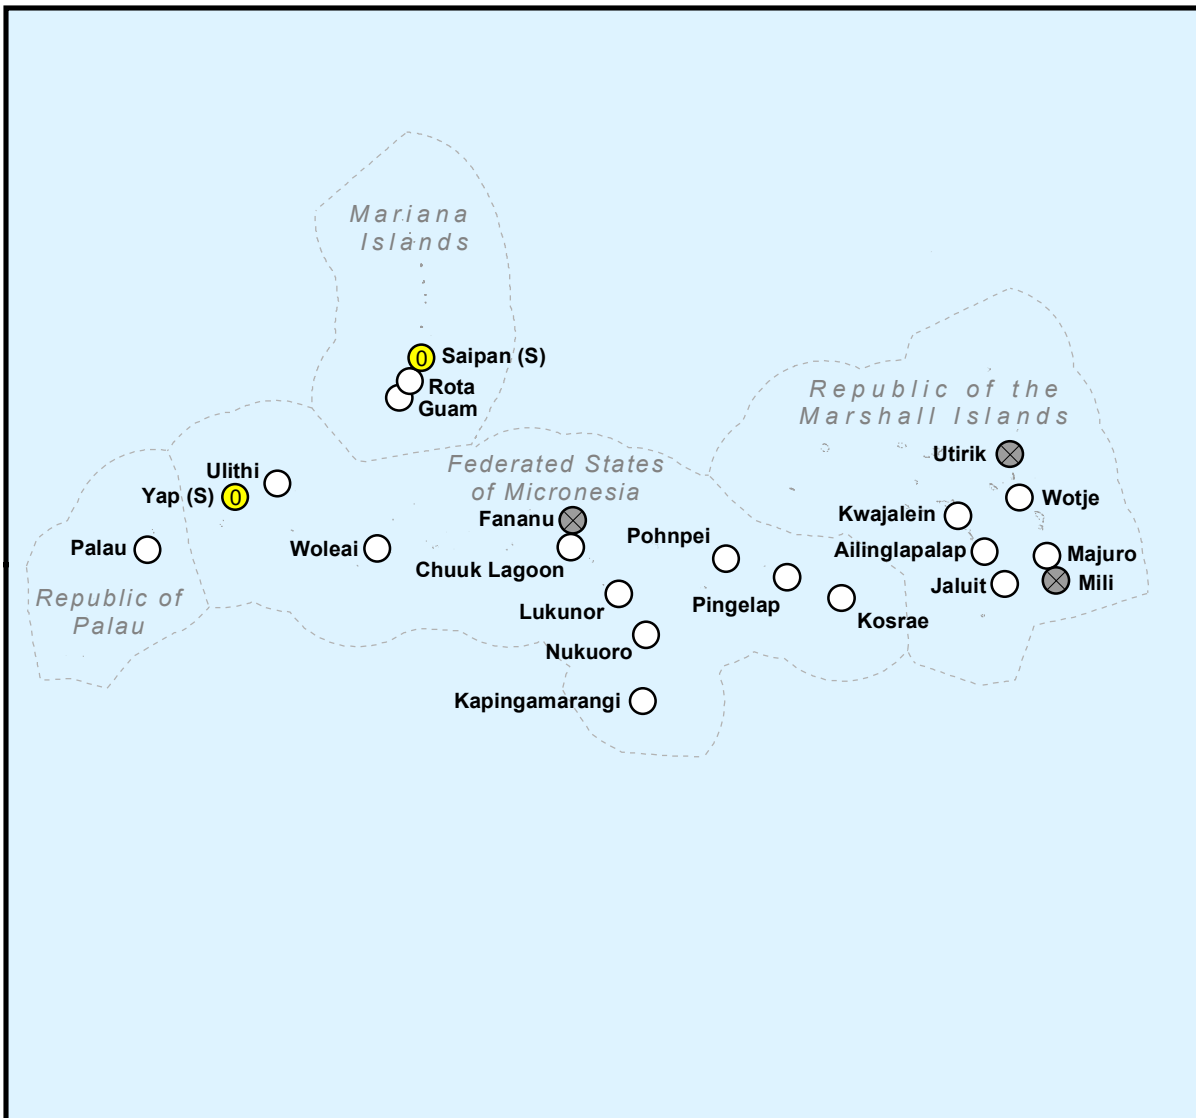 Mariana
Islands
0 Saipan (S)
Rota
Guam
Republic of the
Marshall Islands
Utirik
Ulithi
Federated States
of Micronesia
Yap (S) 0
Wotje
Kwajalein
Fananu
Pohnpei
Palau
Woleai
Chuuk Lagoon
Ailinglapalap
Majuro
Jaluit
Mili
Republic of
Palau
Lukunor
Pingelap
Kosrae
Nukuoro
Kapingamarangi